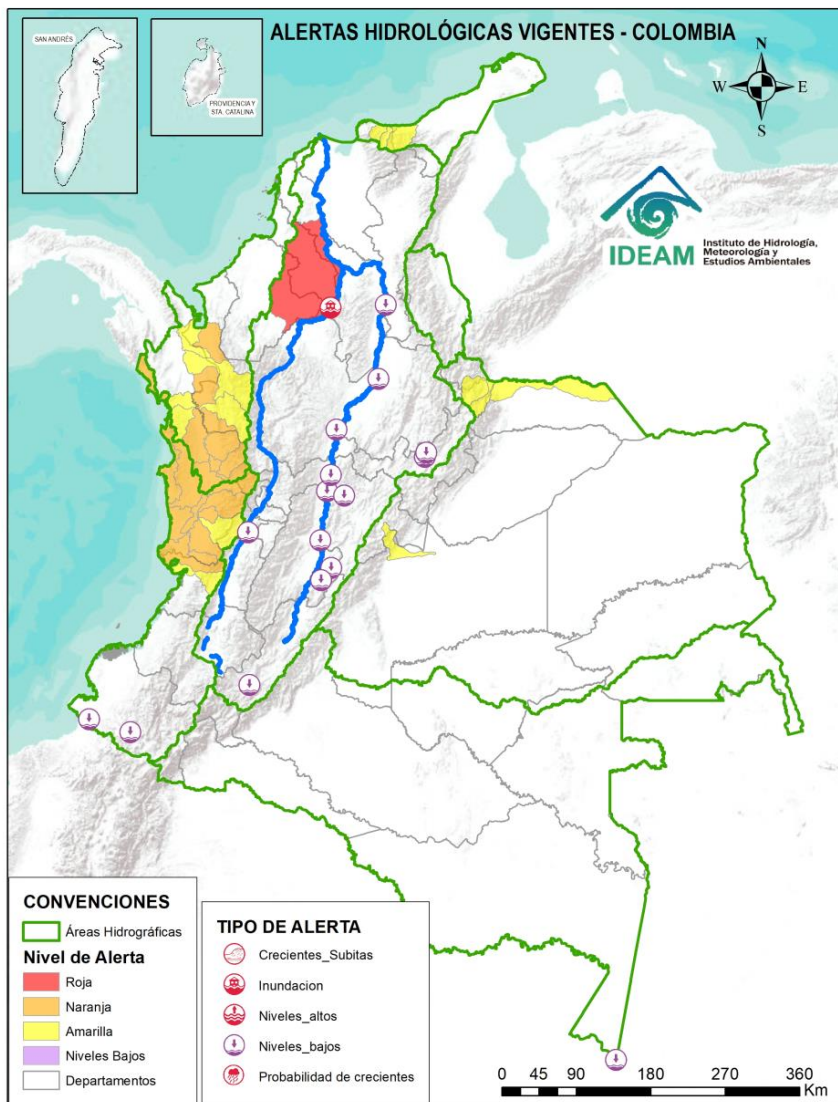 ALERTAS HIDROLÓGICAS VIGENTES - COLOMBIA
SAN ANDRÉS
PROVIDENCIA Y
STA. CATALINA
N
W
E
S
IDEAM
Instituto de Hidrología,
Meteorología y
Estudios Ambientales
CONVENCIONES
Áreas Hidrográficas
Nivel de Alerta
Roja
Naranja
Amarilla
Niveles Bajos
Departamentos
TIPO DE ALERTA
Crecientes_Subitas
Inundacion
Niveles_altos
Niveles_bajos
Probabilidad de crecientes
0 45 90 180 270 360
Km